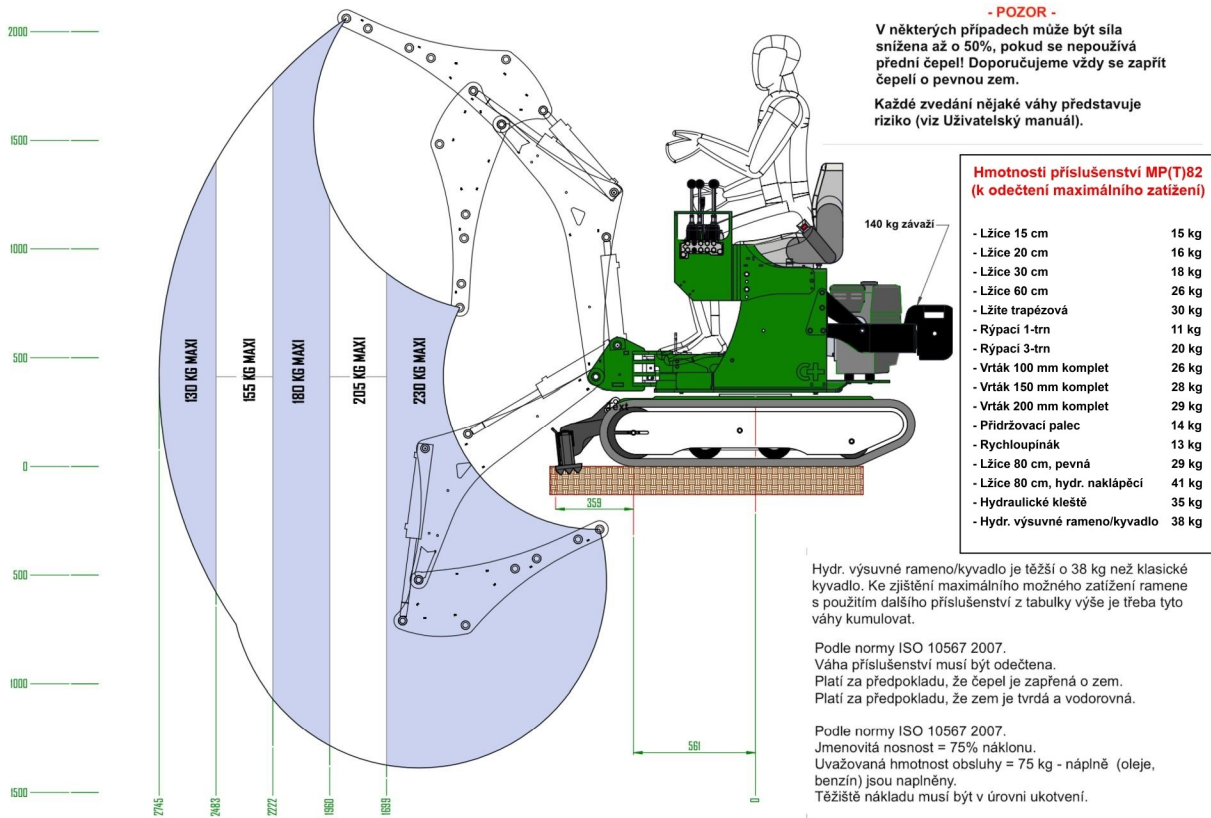 - POZOR -
V některých případech může být síla
snížena až o 50%, pokud se nepoužívá
přední čepel! Doporučujeme vždy se zapřít
čepelí o pevnou zem.
Každé zvedání nějaké váhy představuje
riziko (viz Uživatelský manuál).
Hmotnosti příslušenství MP(T)82
(k odečtení maximálního zatížení)
- Lžíce 15 cm 15 kg
- Lžíce 20 cm 16 kg
- Lžíce 30 cm 18 kg
- Lžíce 60 cm 26 kg
- Lžíte trapézová 30 kg
- Rýpací 1-trn 11 kg
- Rýpací 3-trn 20 kg
- Vrták 100 mm komplet 26 kg
- Vrták 150 mm komplet 28 kg
- Vrták 200 mm komplet 29 kg
- Přidržovací palec 14 kg
- Rychloupínák 13 kg
- Lžíce 80 cm, pevná 29 kg
- Lžíce 80 cm, hydr. naklápěcí 41 kg
- Hydraulické kleště 35 kg
- Hydr. výsuvné rameno/kyvadlo 38 kg
140 kg závaží
2000
1500
1000
500
0
500
1000
1500
130 KG MAXI
155 KG MAXI
180 KG MAXI
205 KG MAXI
230 KG MAXI
C+
359
561
2745
2483
2222
1960
1699
0
Hydr. výsuvné rameno/kyvadlo je těžší o 38 kg než klasické
kyvadlo. Ke zjištění maximálního možného zatížení ramene
s použitím dalšího příslušenství z tabulky výše je třeba tyto
váhy kumulovat.
Podle normy ISO 10567 2007.
Váha příslušenství musí být odečtena.
Platí za předpokladu, že čepel je zapřená o zem.
Platí za předpokladu, že zem je tvrdá a vodorovná.
Podle normy ISO 10567 2007.
Jmenovitá nosnost = 75% náklonu.
Uvažovaná hmotnost obsluhy = 75 kg - náplně (oleje,
benzín) jsou naplněny.
Těžiště nákladu musí být v úrovni ukotvení.